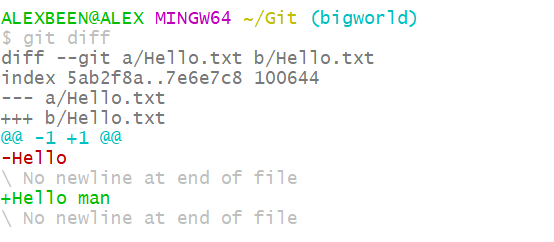 ALEXBEEN@ALEX MINGW64 ~/Git (bigworld)
$ git diff
diff --git a/Hello.txt b/Hello.txt
index 5ab2f8a..7e6e7c8 100644
--- a/Hello.txt
+++ b/Hello.txt
@@ -1 +1 @@
-Hello
\ No newline at end of file
+Hello man
\ No newline at end of file